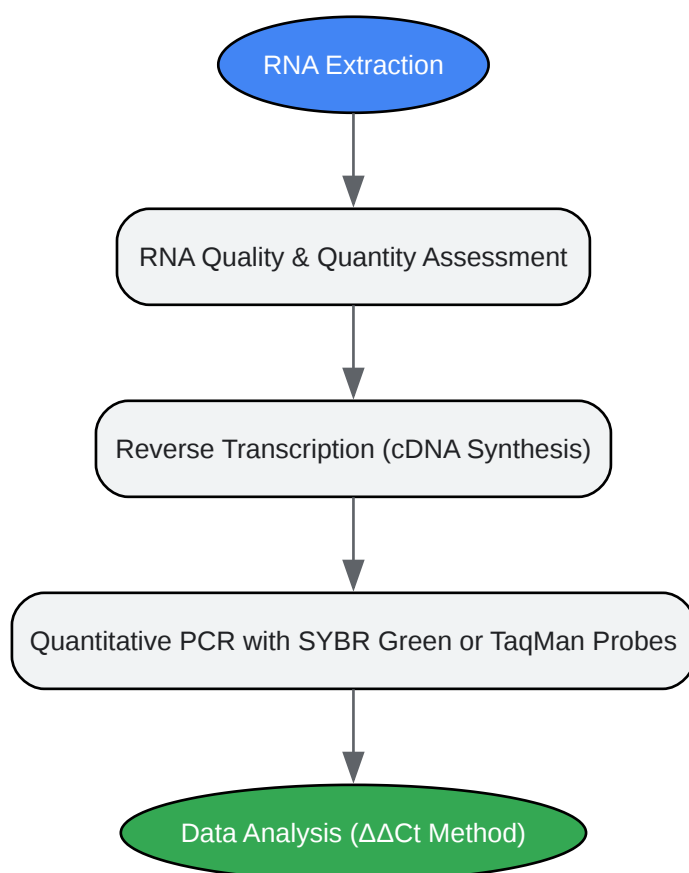 RNA Extraction
RNA Quality & Quantity Assessment
Reverse Transcription (cDNA Synthesis)
Quantitative PCR with SYBR Green or TaqMan Probes
Data Analysis (ΔΔCt Method)